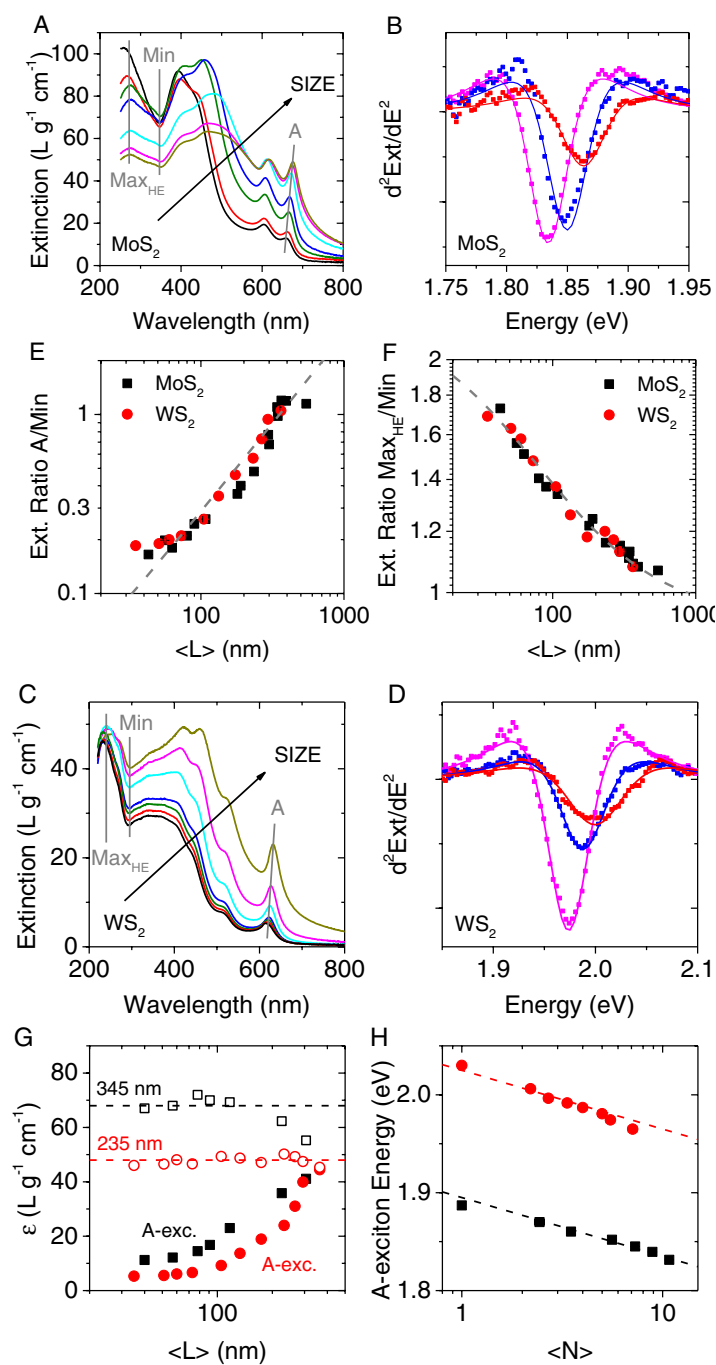 A
Extinction (L g⁻¹ cm⁻¹)
100
80
60
40
20
0
Min
SIZE
A
Max_HE
MoS₂
200 400 600 800
Wavelength (nm)
B
d²Ext/dE²
MoS₂
1.75 1.80 1.85 1.90 1.95
Energy (eV)
E
Ext. Ratio A/Min
1
0.3
0.1
MoS₂
WS₂
100 1000
<L> (nm)
F
Ext. Ratio Max_HE/Min
2
1.8
1.6
1.4
1.2
1
MoS₂
WS₂
100 1000
<L> (nm)
C
Extinction (L g⁻¹ cm⁻¹)
40
20
0
Min
SIZE
A
Max_HE
WS₂
200 400 600 800
Wavelength (nm)
D
d²Ext/dE²
WS₂
1.9 2.0 2.1
Energy (eV)
G
ε (L g⁻¹ cm⁻¹)
80
60
40
20
0
345 nm
235 nm
A-exc.
A-exc.
100
<L> (nm)
H
A-exciton Energy (eV)
2.0
1.9
1.8
1 10
<N>